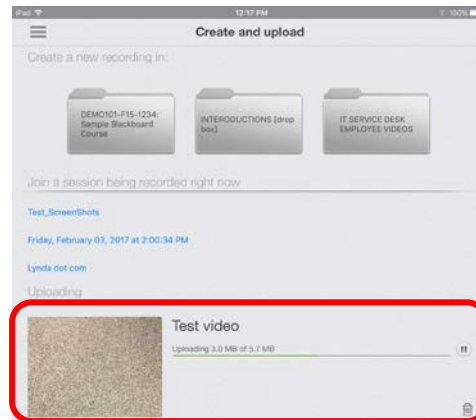 iPad 12:17 PM 100%
Create and upload
Create a new recording in:
DEMO101-F15-1234:
Sample Blackboard
Course
INTERODUCTIONS [drop
box]
IT SERVICE DESK
EMPLOYEE VIDEOS
Join a session being recorded right now
Test_ScreenShots
Friday, February 03, 2017 at 2:00:34 PM
Lynda dot com
Uploading
Test video
Uploading 3.0 MB of 5.7 MB